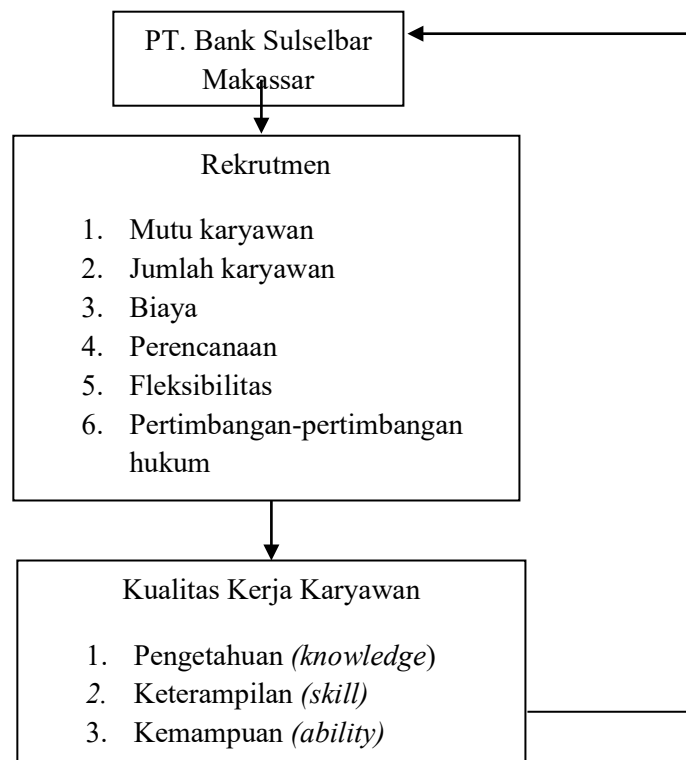 PT. Bank Sulselbar
Makassar
Rekrutmen
1. Mutu karyawan
2. Jumlah karyawan
3. Biaya
4. Perencanaan
5. Fleksibilitas
6. Pertimbangan-pertimbangan
hukum
Kualitas Kerja Karyawan
1. Pengetahuan (knowledge)
2. Keterampilan (skill)
3. Kemampuan (ability)